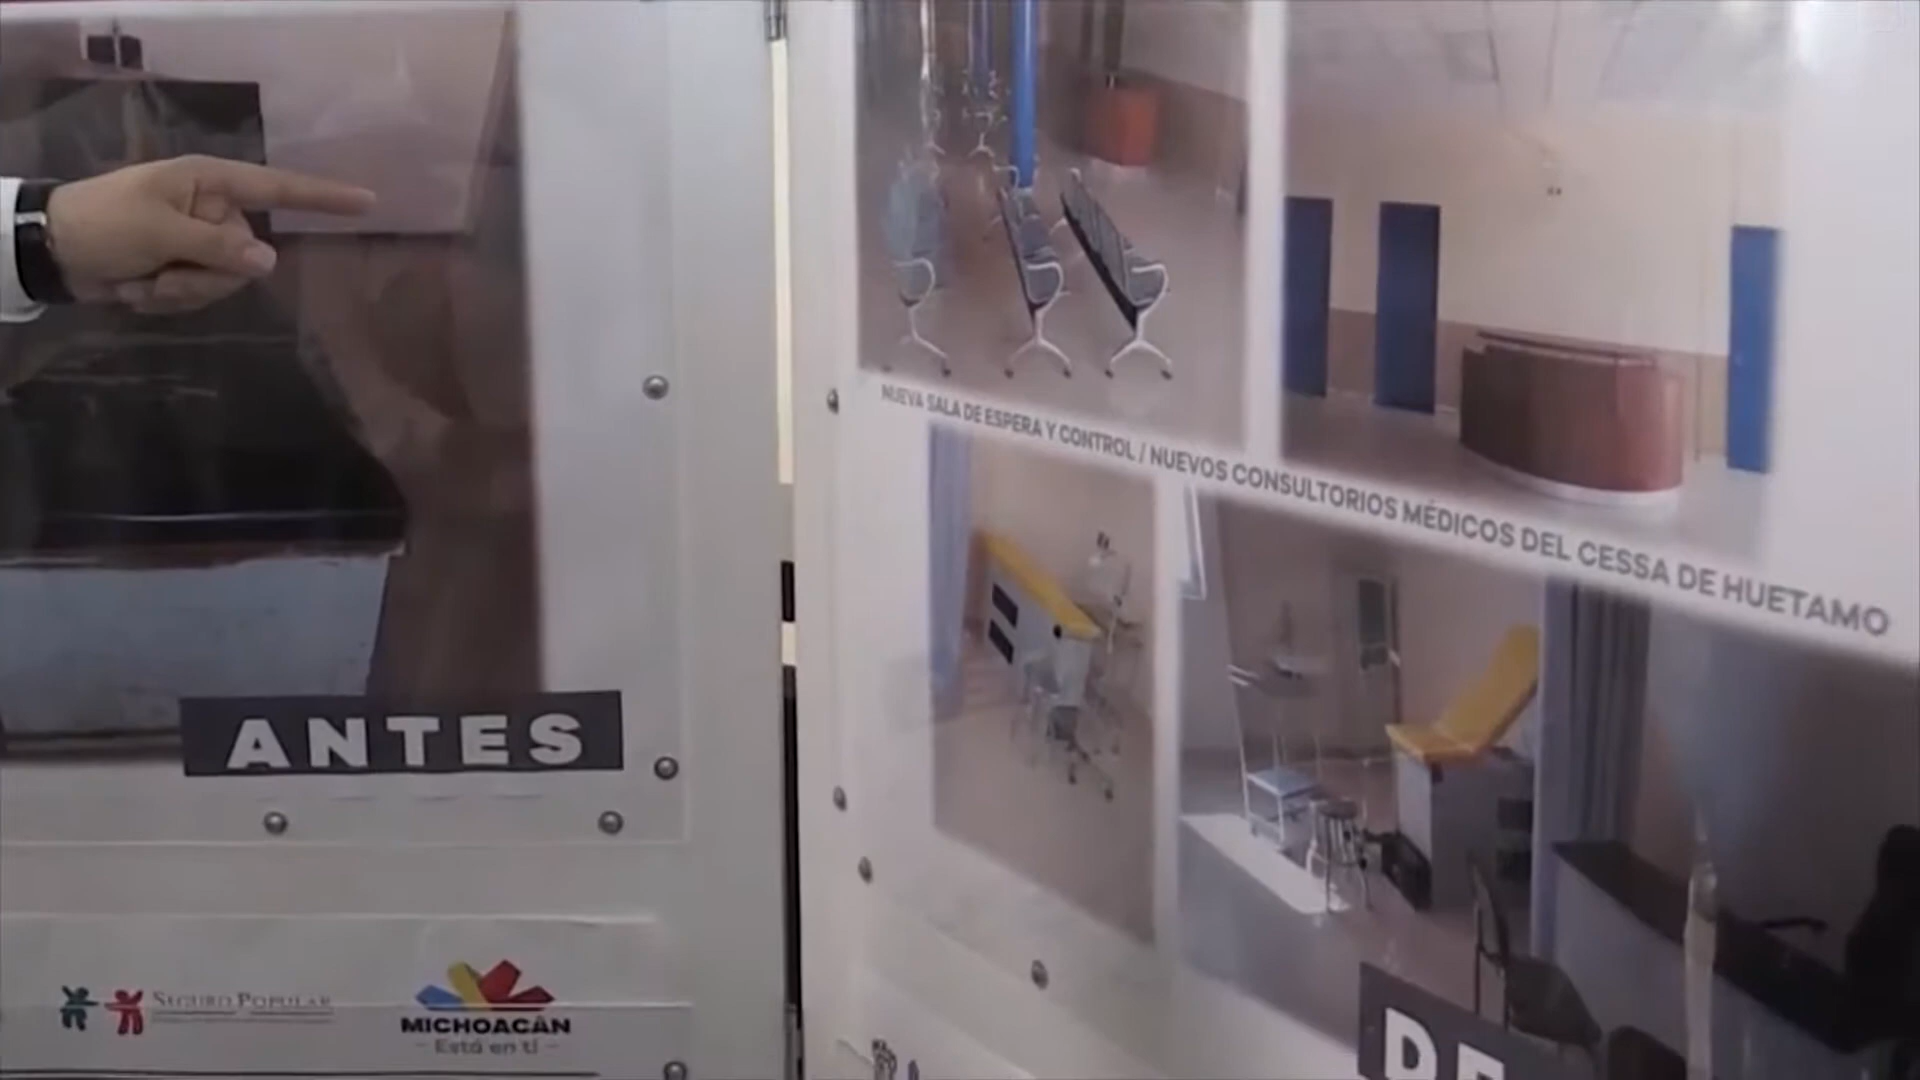 NUEVA SALA DE ESPERA Y CONTROL / NUEVOS CONSULTORIOS MÉDICOS DEL CESSA DE HUETAMO
ANTES
SEGURO POPULAR
MICHOACÁN
Está en ti
DE